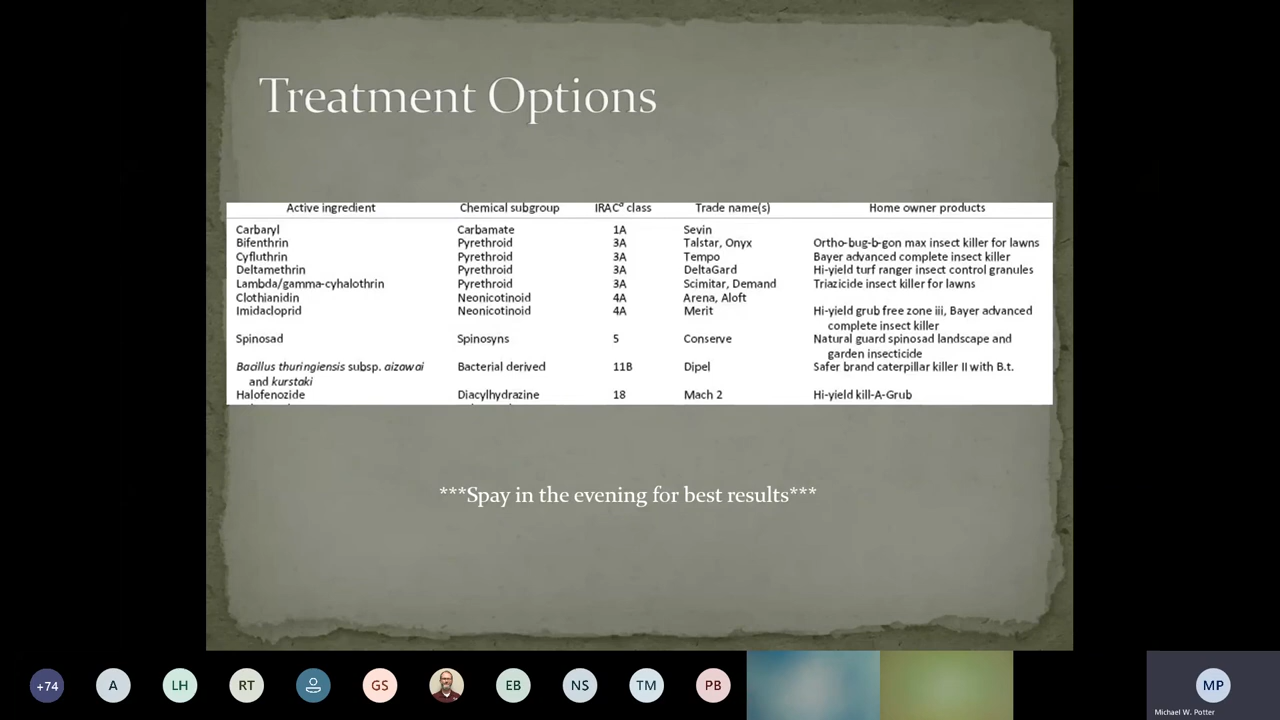 Treatment Options
Active ingredient Chemical subgroup IRACª class Trade name(s) Home owner products
Carbaryl Carbamate 1A Sevin
Bifenthrin Pyrethroid 3A Talstar, Onyx Ortho-bug-b-gon max insect killer for lawns
Cyfluthrin Pyrethroid 3A Tempo Bayer advanced complete insect killer
Deltamethrin Pyrethroid 3A DeltaGard Hi-yield turf ranger insect control granules
Lambda/gamma-cyhalothrin Pyrethroid 3A Scimitar, Demand Triazicide insect killer for lawns
Clothianidin Neonicotinoid 4A Arena, Aloft
Imidacloprid Neonicotinoid 4A Merit Hi-yield grub free zone iii, Bayer advanced
complete insect killer
Spinosad Spinosyns 5 Conserve Natural guard spinosad landscape and
garden insecticide
Bacillus thuringiensis subsp. aizawai Bacterial derived 11B Dipel Safer brand caterpillar killer II with B.t.
and kurstaki
Halofenozide Diacylhydrazine 18 Mach 2 Hi-yield kill-A-Grub
***Spay in the evening for best results***
+74 A LH RT GS EB NS TM PB MP
Michael W. Potter